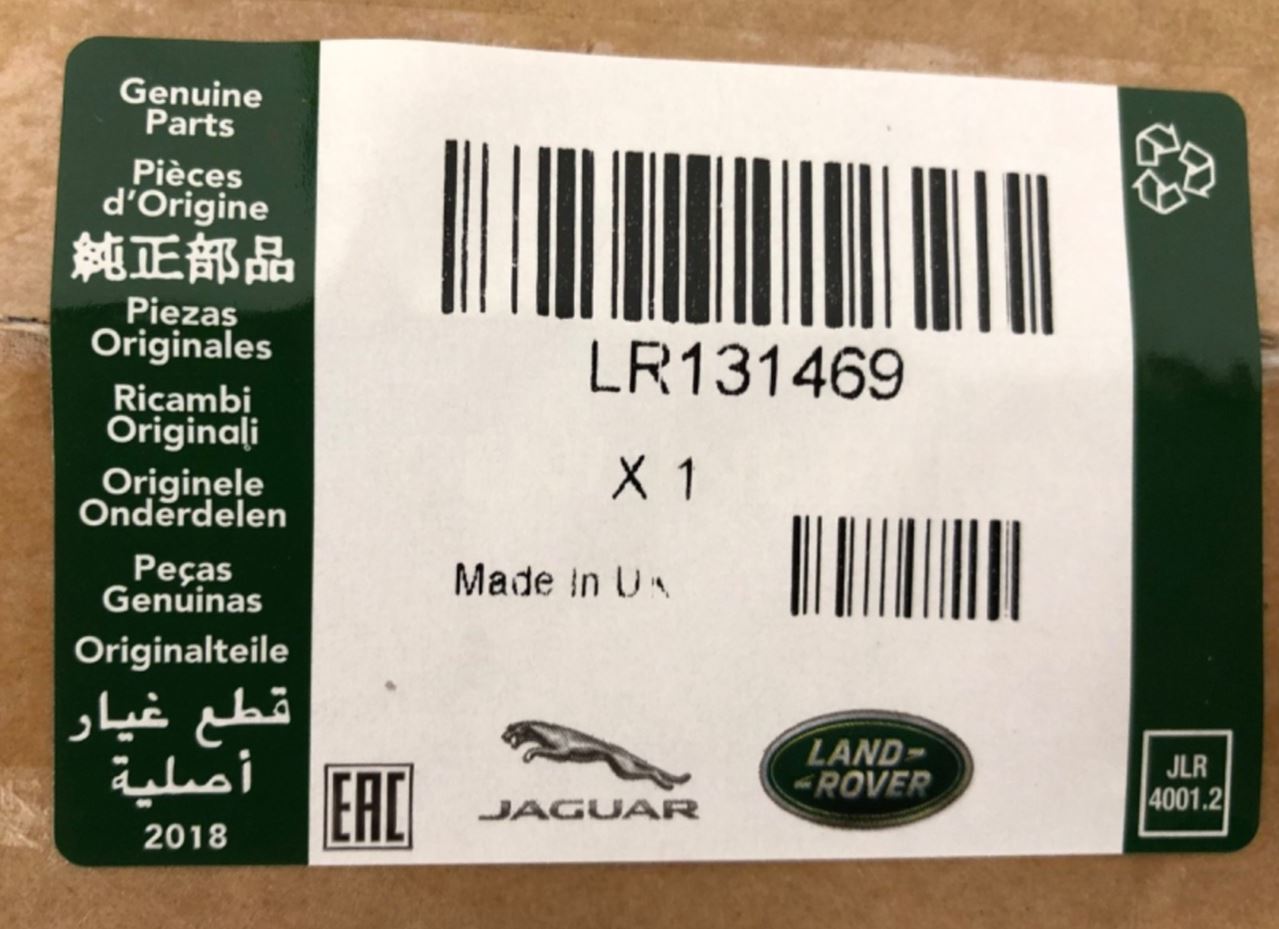 Genuine
Parts
Pièces
d'Origine
純正部品
Piezas
Originales
Ricambi
Originali
Originele
Onderdelen
Peças
Genuinas
Originalteile
قطع غيار
أصلية
2018
LR131469
X 1
Made In
EAC
JAGUAR
LAND-
-ROVER
JLR
4001.2